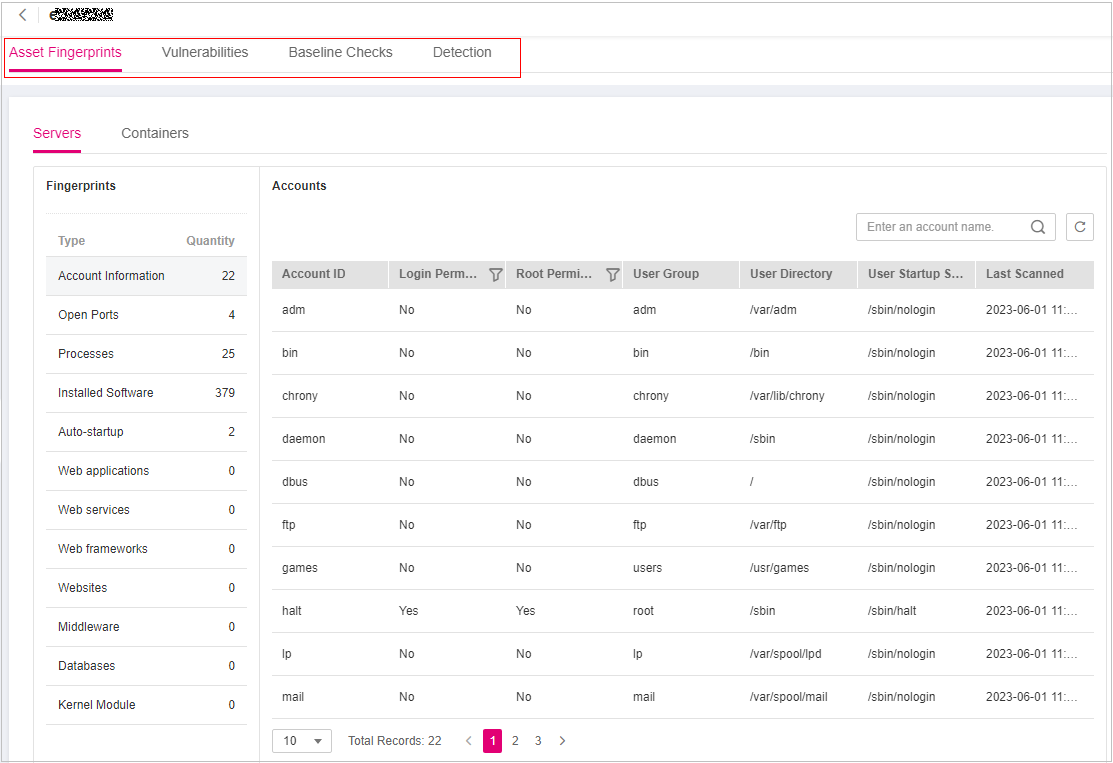 Asset Fingerprints Vulnerabilities Baseline Checks Detection
Servers Containers
Fingerprints
Type Quantity
Account Information 22
Open Ports 4
Processes 25
Installed Software 379
Auto-startup 2
Web applications 0
Web services 0
Web frameworks 0
Websites 0
Middleware 0
Databases 0
Kernel Module 0
Accounts
Enter an account name.
Account ID Login Perm... Root Permi... User Group User Directory User Startup S... Last Scanned
adm No No adm /var/adm /sbin/nologin 2023-06-01 11:...
bin No No bin /bin /sbin/nologin 2023-06-01 11:...
chrony No No chrony /var/lib/chrony /sbin/nologin 2023-06-01 11:...
daemon No No daemon /sbin /sbin/nologin 2023-06-01 11:...
dbus No No dbus / /sbin/nologin 2023-06-01 11:...
ftp No No ftp /var/ftp /sbin/nologin 2023-06-01 11:...
games No No users /usr/games /sbin/nologin 2023-06-01 11:...
halt Yes Yes root /sbin /sbin/halt 2023-06-01 11:...
lp No No lp /var/spool/lpd /sbin/nologin 2023-06-01 11:...
mail No No mail /var/spool/mail /sbin/nologin 2023-06-01 11:...
10 Total Records: 22 1 2 3